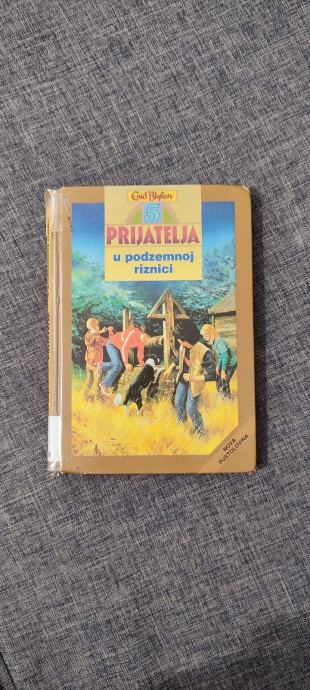 Enid Blyton
5
PRIJATELJA
u podzemnoj
riznici
NOVA
PUSTOLOVINA